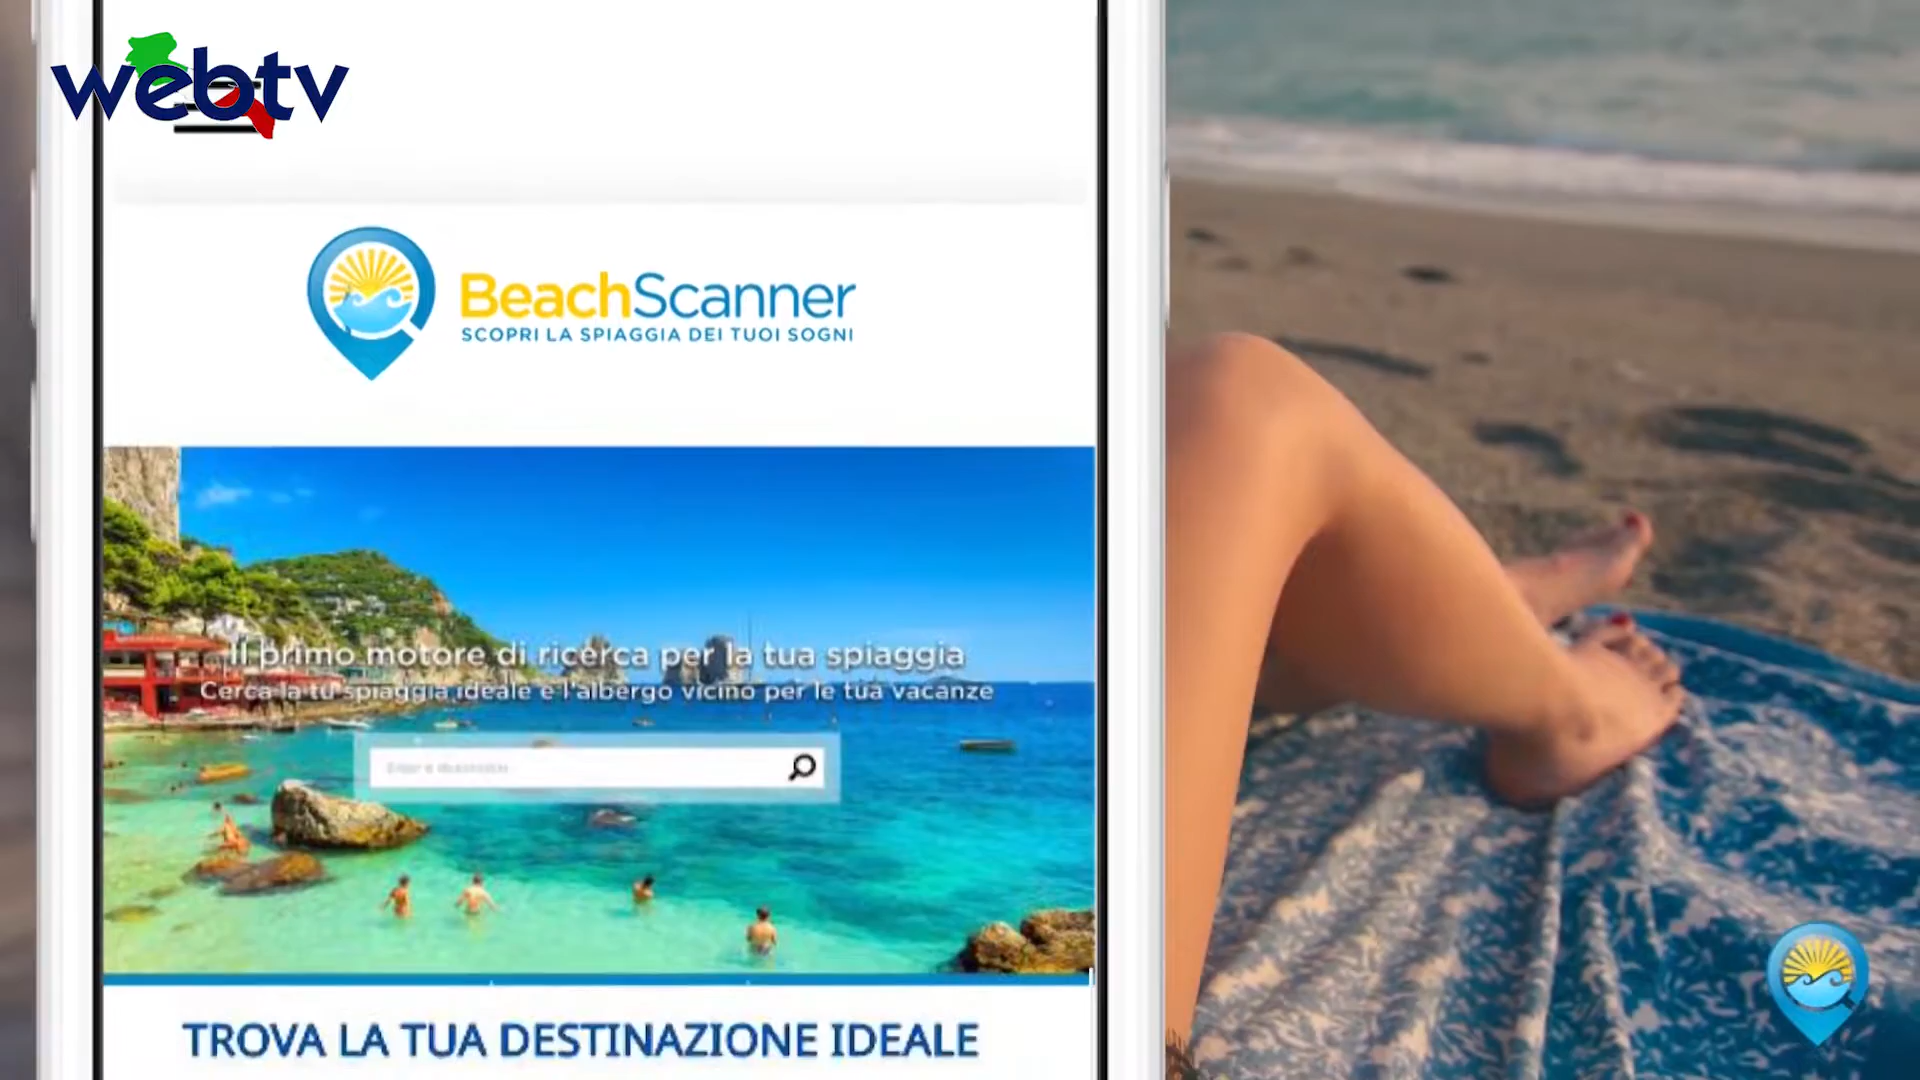 webtv
BeachScanner
SCOPRI LA SPIAGGIA DEI TUOI SOGNI
Il primo motore di ricerca per la tua spiaggia
Cerca la tu spiaggia ideale e l'albergo vicino per le tua vacanze
TROVA LA TUA DESTINAZIONE IDEALE